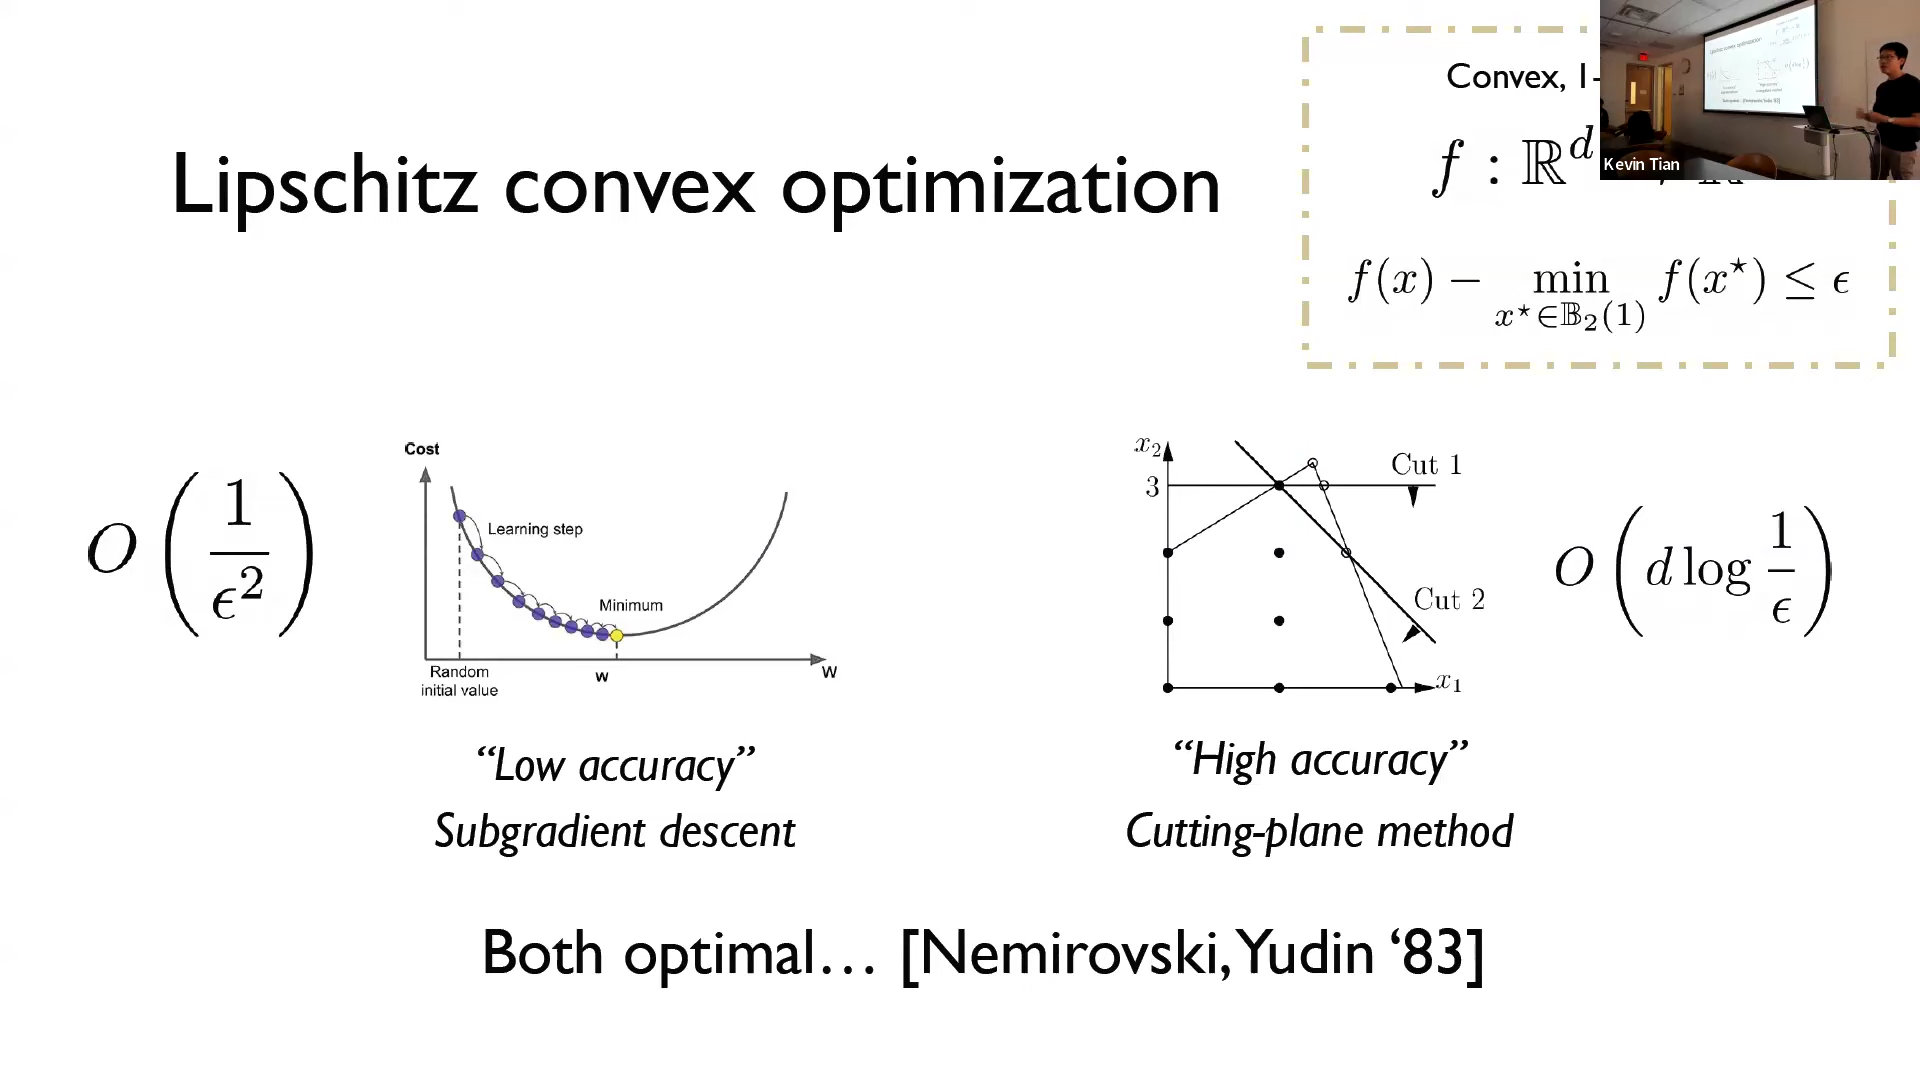 Convex, 1-
Kevin Tian
Lipschitz convex optimization
f : ℝ^d
f(x) − min_{x⋆∈𝔹₂(1)} f(x⋆) ≤ ϵ
O(1/ϵ²)
Cost
Learning step
Minimum
Random
initial value
w
W
x₂
3
Cut 1
Cut 2
x₁
O(d log 1/ϵ)
“Low accuracy”
Subgradient descent
“High accuracy”
Cutting-plane method
Both optimal… [Nemirovski, Yudin ‘83]